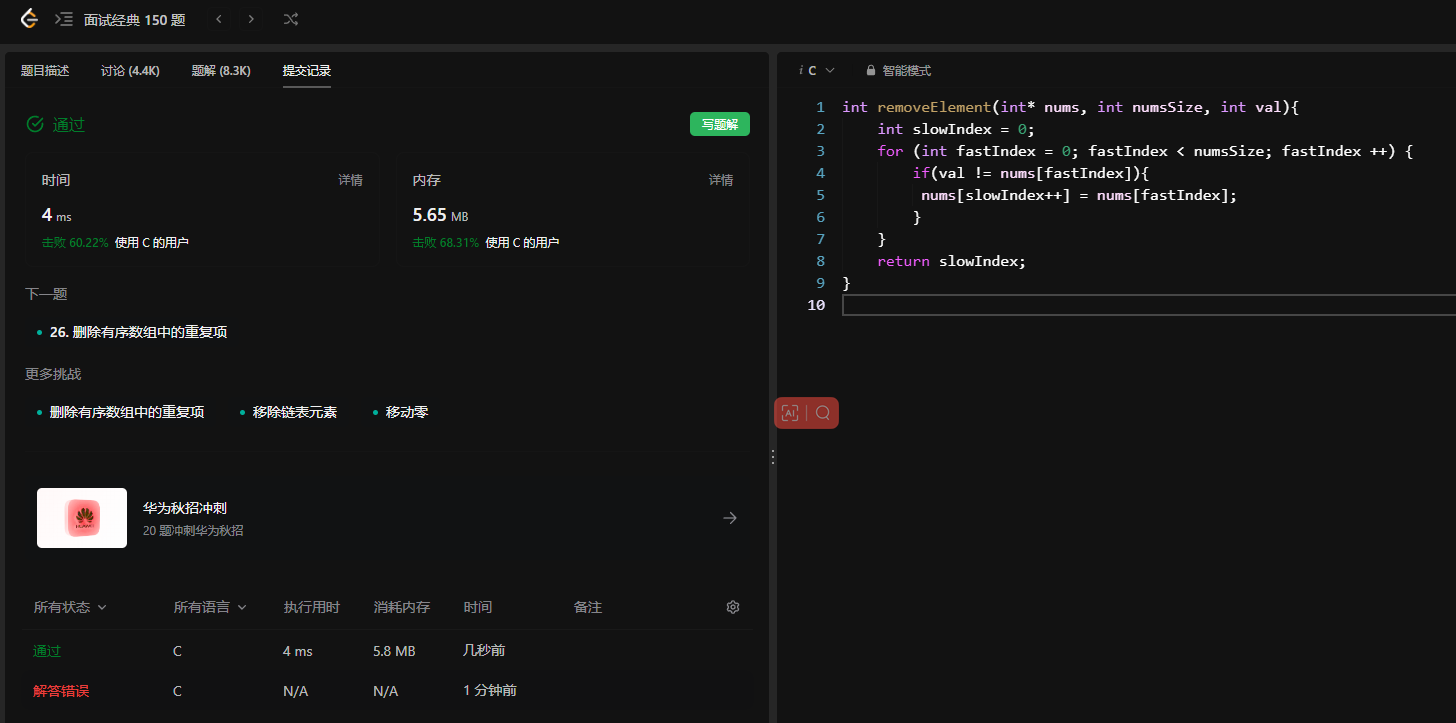 面试经典 150 题
题目描述 讨论 (4.4K) 题解 (8.3K) 提交记录
通过 写题解
时间 详情
4 ms
击败 60.22% 使用 C 的用户
内存 详情
5.65 MB
击败 68.31% 使用 C 的用户
下一题
26. 删除有序数组中的重复项
更多挑战
删除有序数组中的重复项 移除链表元素 移动零
华为秋招冲刺
20 题冲刺华为秋招
所有状态 所有语言 执行用时 消耗内存 时间 备注
通过 C 4 ms 5.8 MB 几秒前
解答错误 C N/A N/A 1 分钟前
i C 智能模式
1 int removeElement(int* nums, int numsSize, int val){
2 int slowIndex = 0;
3 for (int fastIndex = 0; fastIndex < numsSize; fastIndex ++) {
4 if(val != nums[fastIndex]){
5 nums[slowIndex++] = nums[fastIndex];
6 }
7 }
8 return slowIndex;
9 }
10
AI